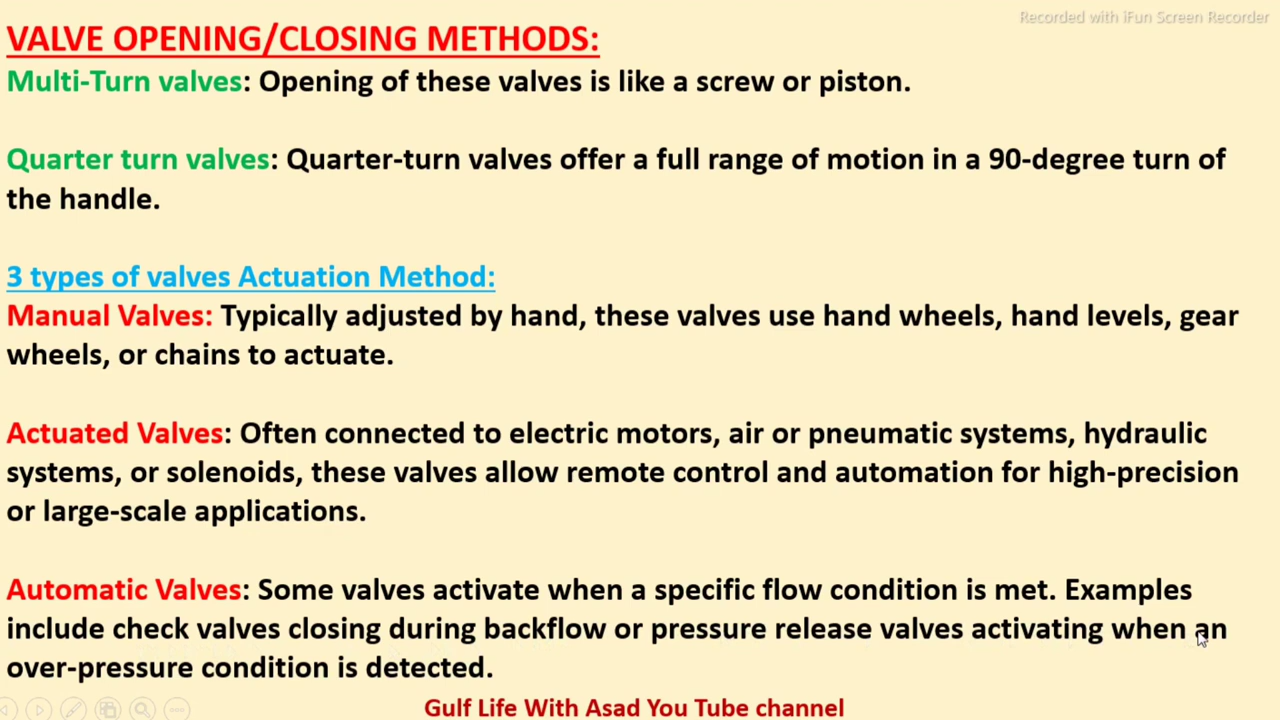 Recorded with iFun Screen Recorder
VALVE OPENING/CLOSING METHODS:
Multi-Turn valves: Opening of these valves is like a screw or piston.
Quarter turn valves: Quarter-turn valves offer a full range of motion in a 90-degree turn of
the handle.
3 types of valves Actuation Method:
Manual Valves: Typically adjusted by hand, these valves use hand wheels, hand levels, gear
wheels, or chains to actuate.
Actuated Valves: Often connected to electric motors, air or pneumatic systems, hydraulic
systems, or solenoids, these valves allow remote control and automation for high-precision
or large-scale applications.
Automatic Valves: Some valves activate when a specific flow condition is met. Examples
include check valves closing during backflow or pressure release valves activating when an
over-pressure condition is detected.
Gulf Life With Asad You Tube channel